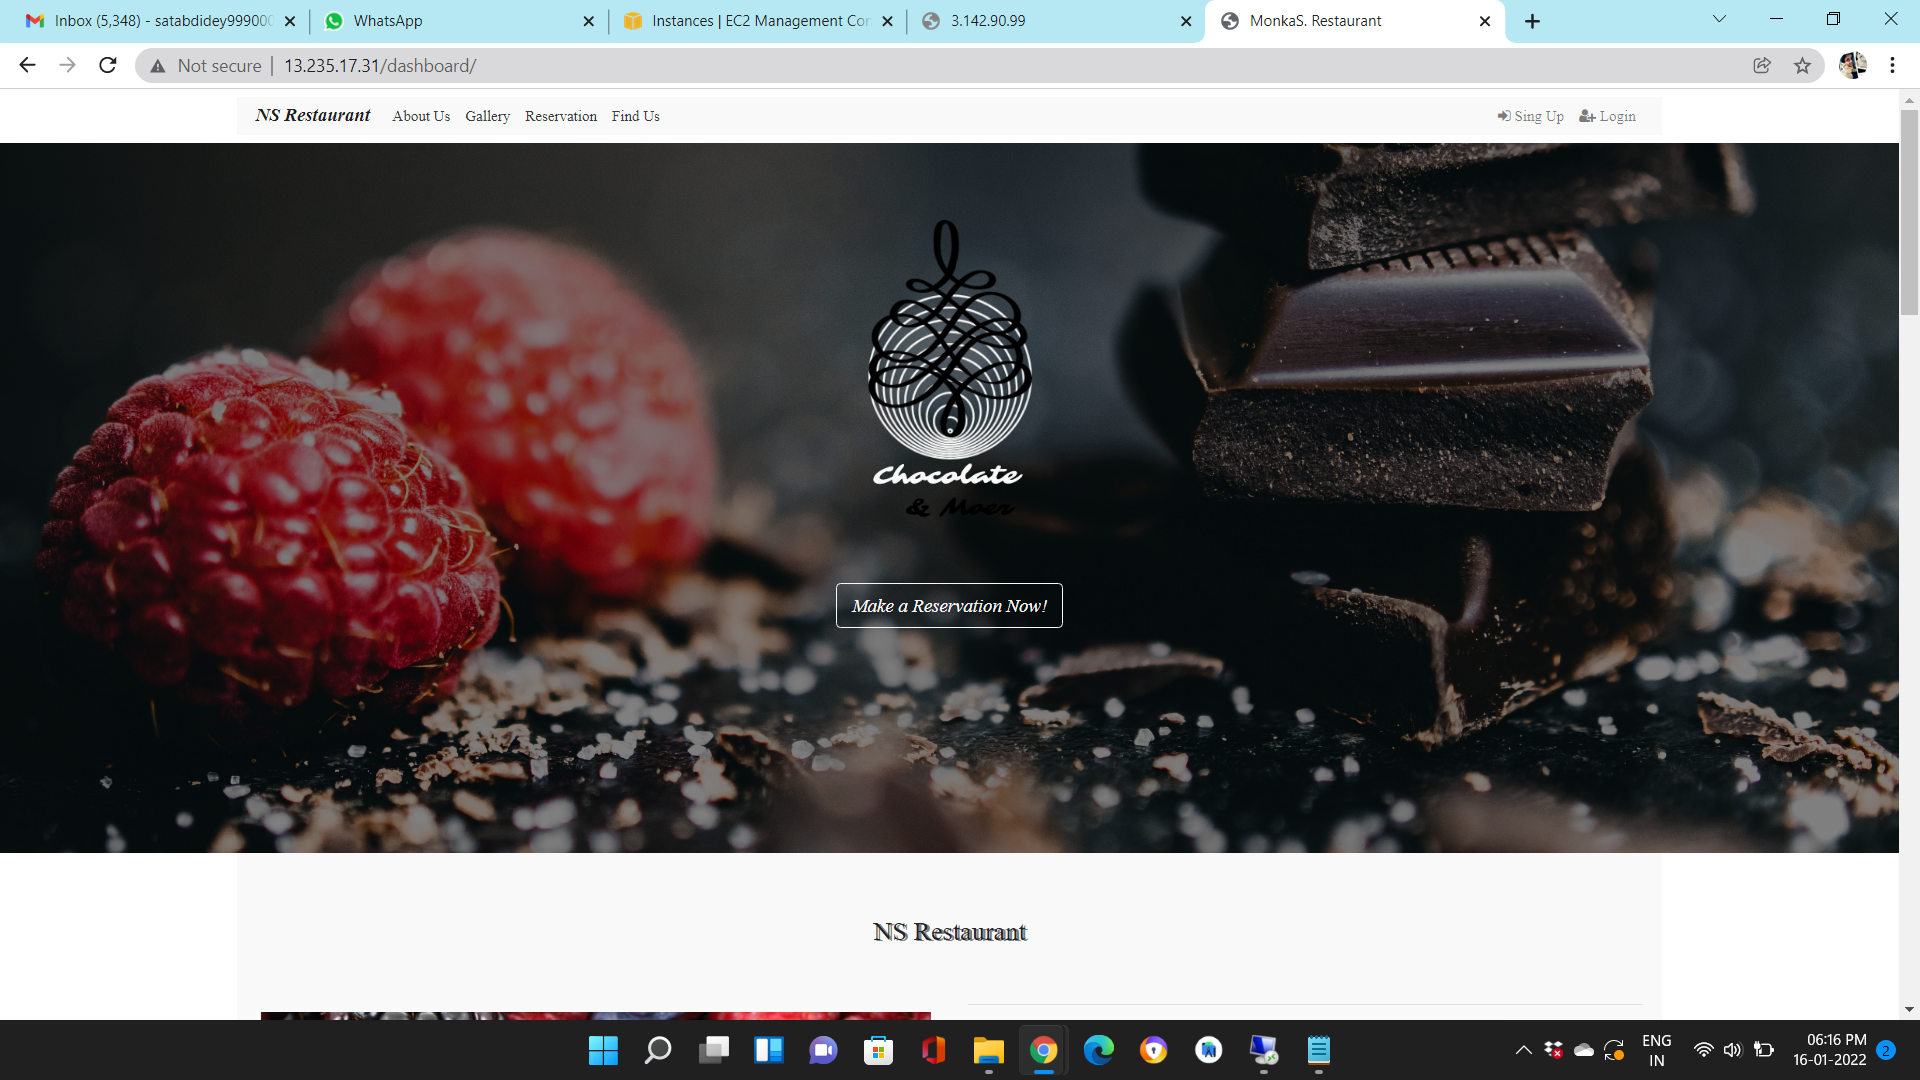 Inbox (5,348) - satabdidey999000
WhatsApp
Instances | EC2 Management Con
3.142.90.99
MonkaS. Restaurant
Not secure | 13.235.17.31/dashboard/
NS Restaurant About Us Gallery Reservation Find Us Sing Up Login
Chocolate
& Moer
Make a Reservation Now!
NS Restaurant
ENG
IN
06:16 PM
16-01-2022
2